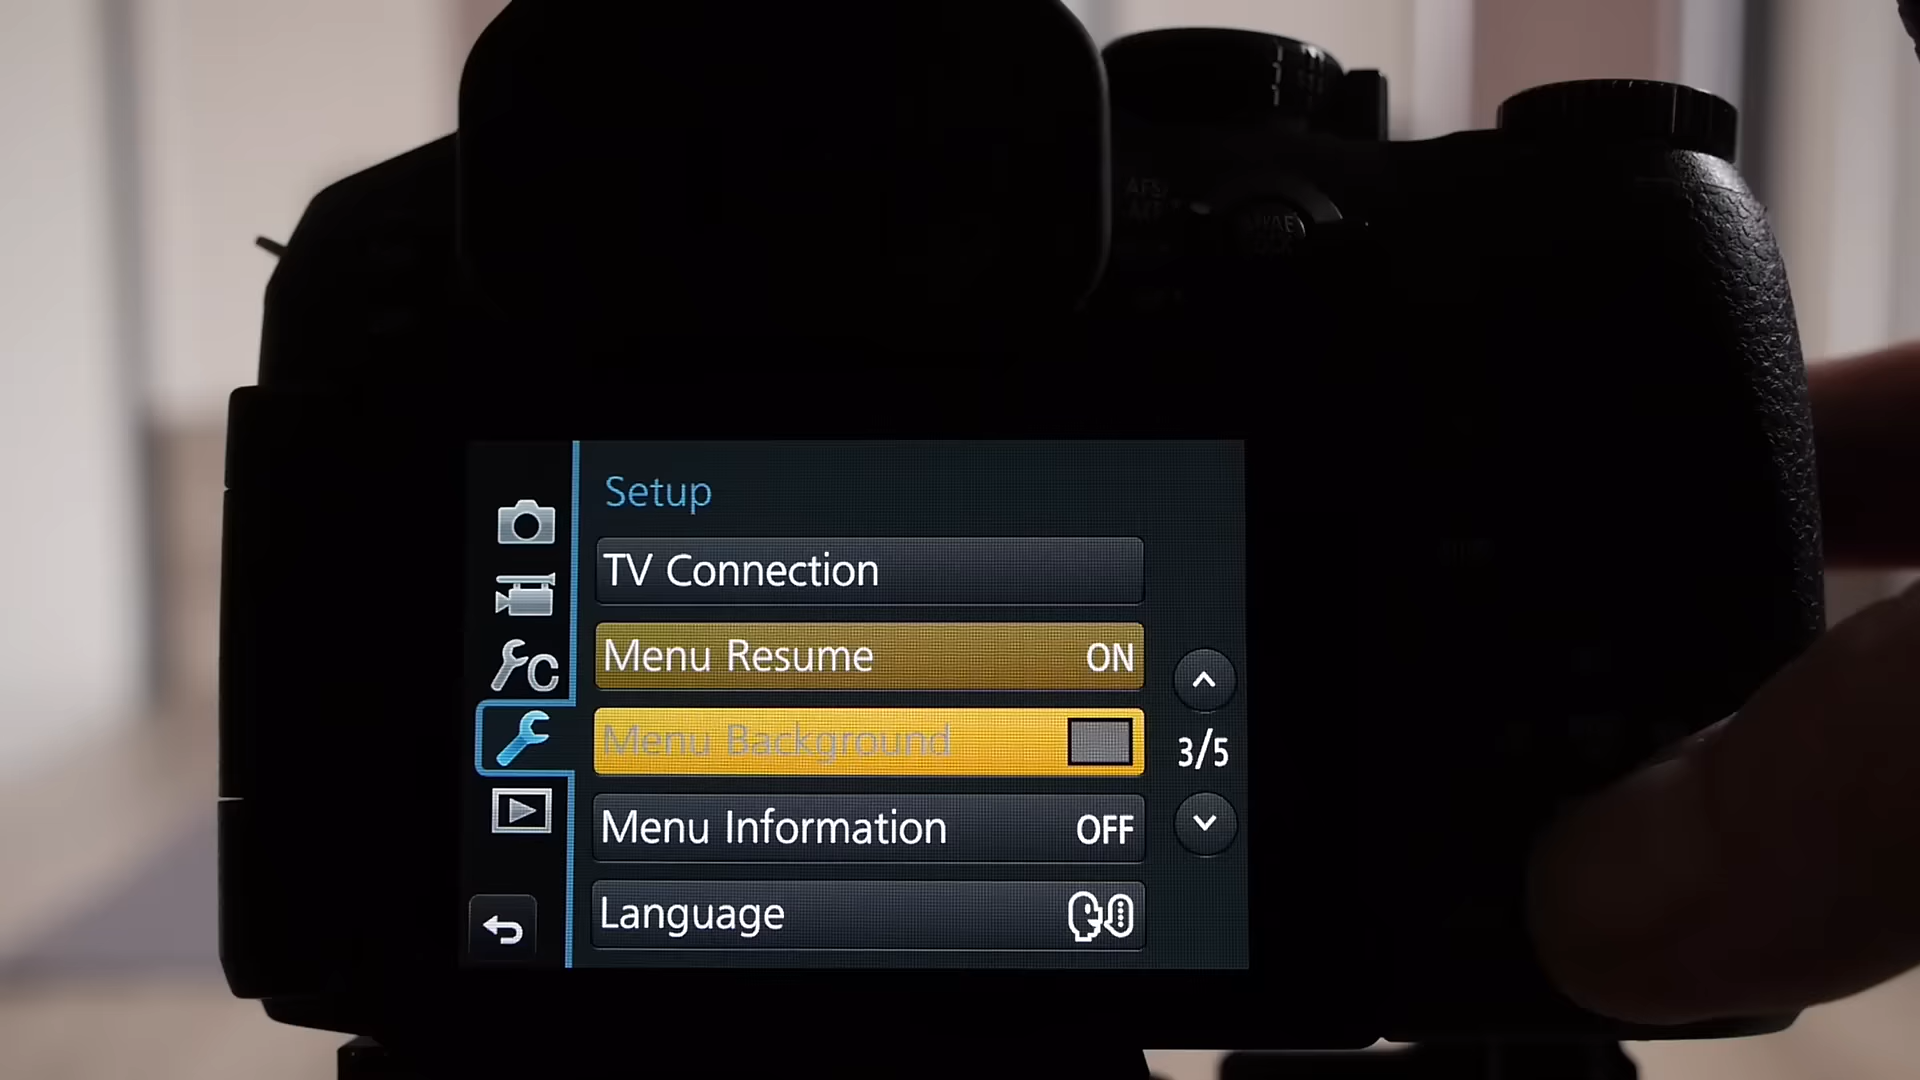 Setup
TV Connection
Menu Resume ON
Menu Background
3/5
Menu Information OFF
Language